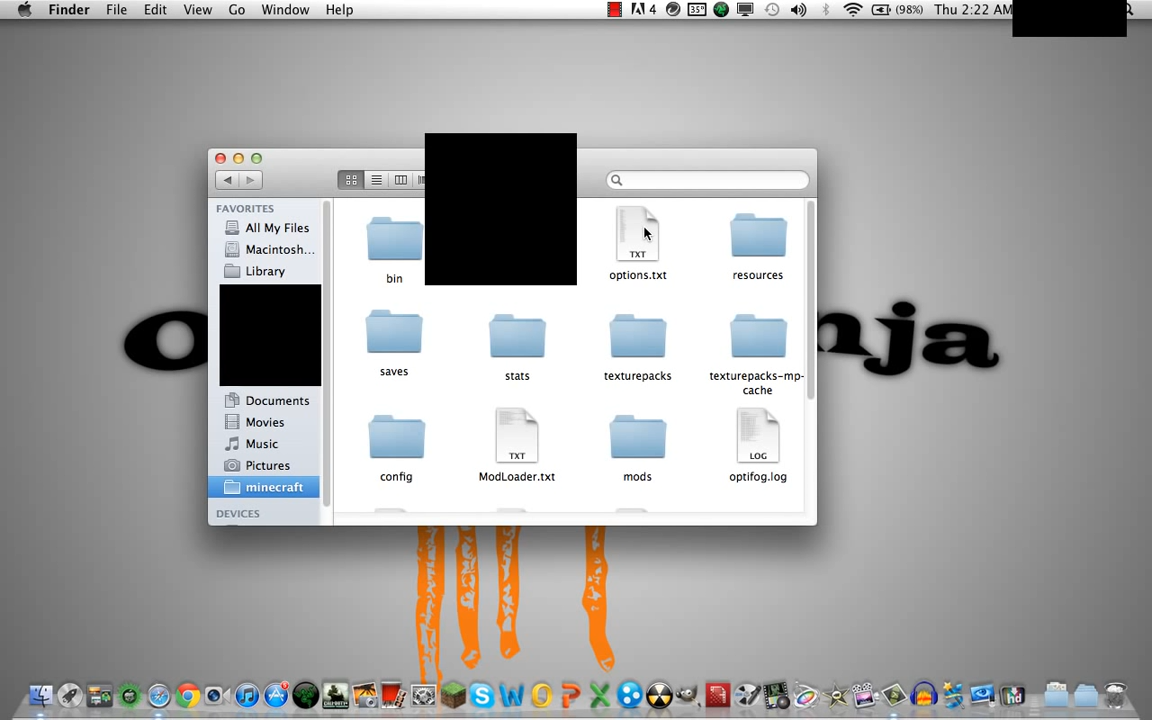 Finder File Edit View Go Window Help
4 35° (98%) Thu 2:22 AM
FAVORITES
All My Files
Macintosh...
Library
Documents
Movies
Music
Pictures
minecraft
DEVICES
bin
TXT
options.txt
resources
saves
stats
texturepacks
texturepacks-mp-
cache
config
TXT
ModLoader.txt
mods
LOG
optifog.log
nja